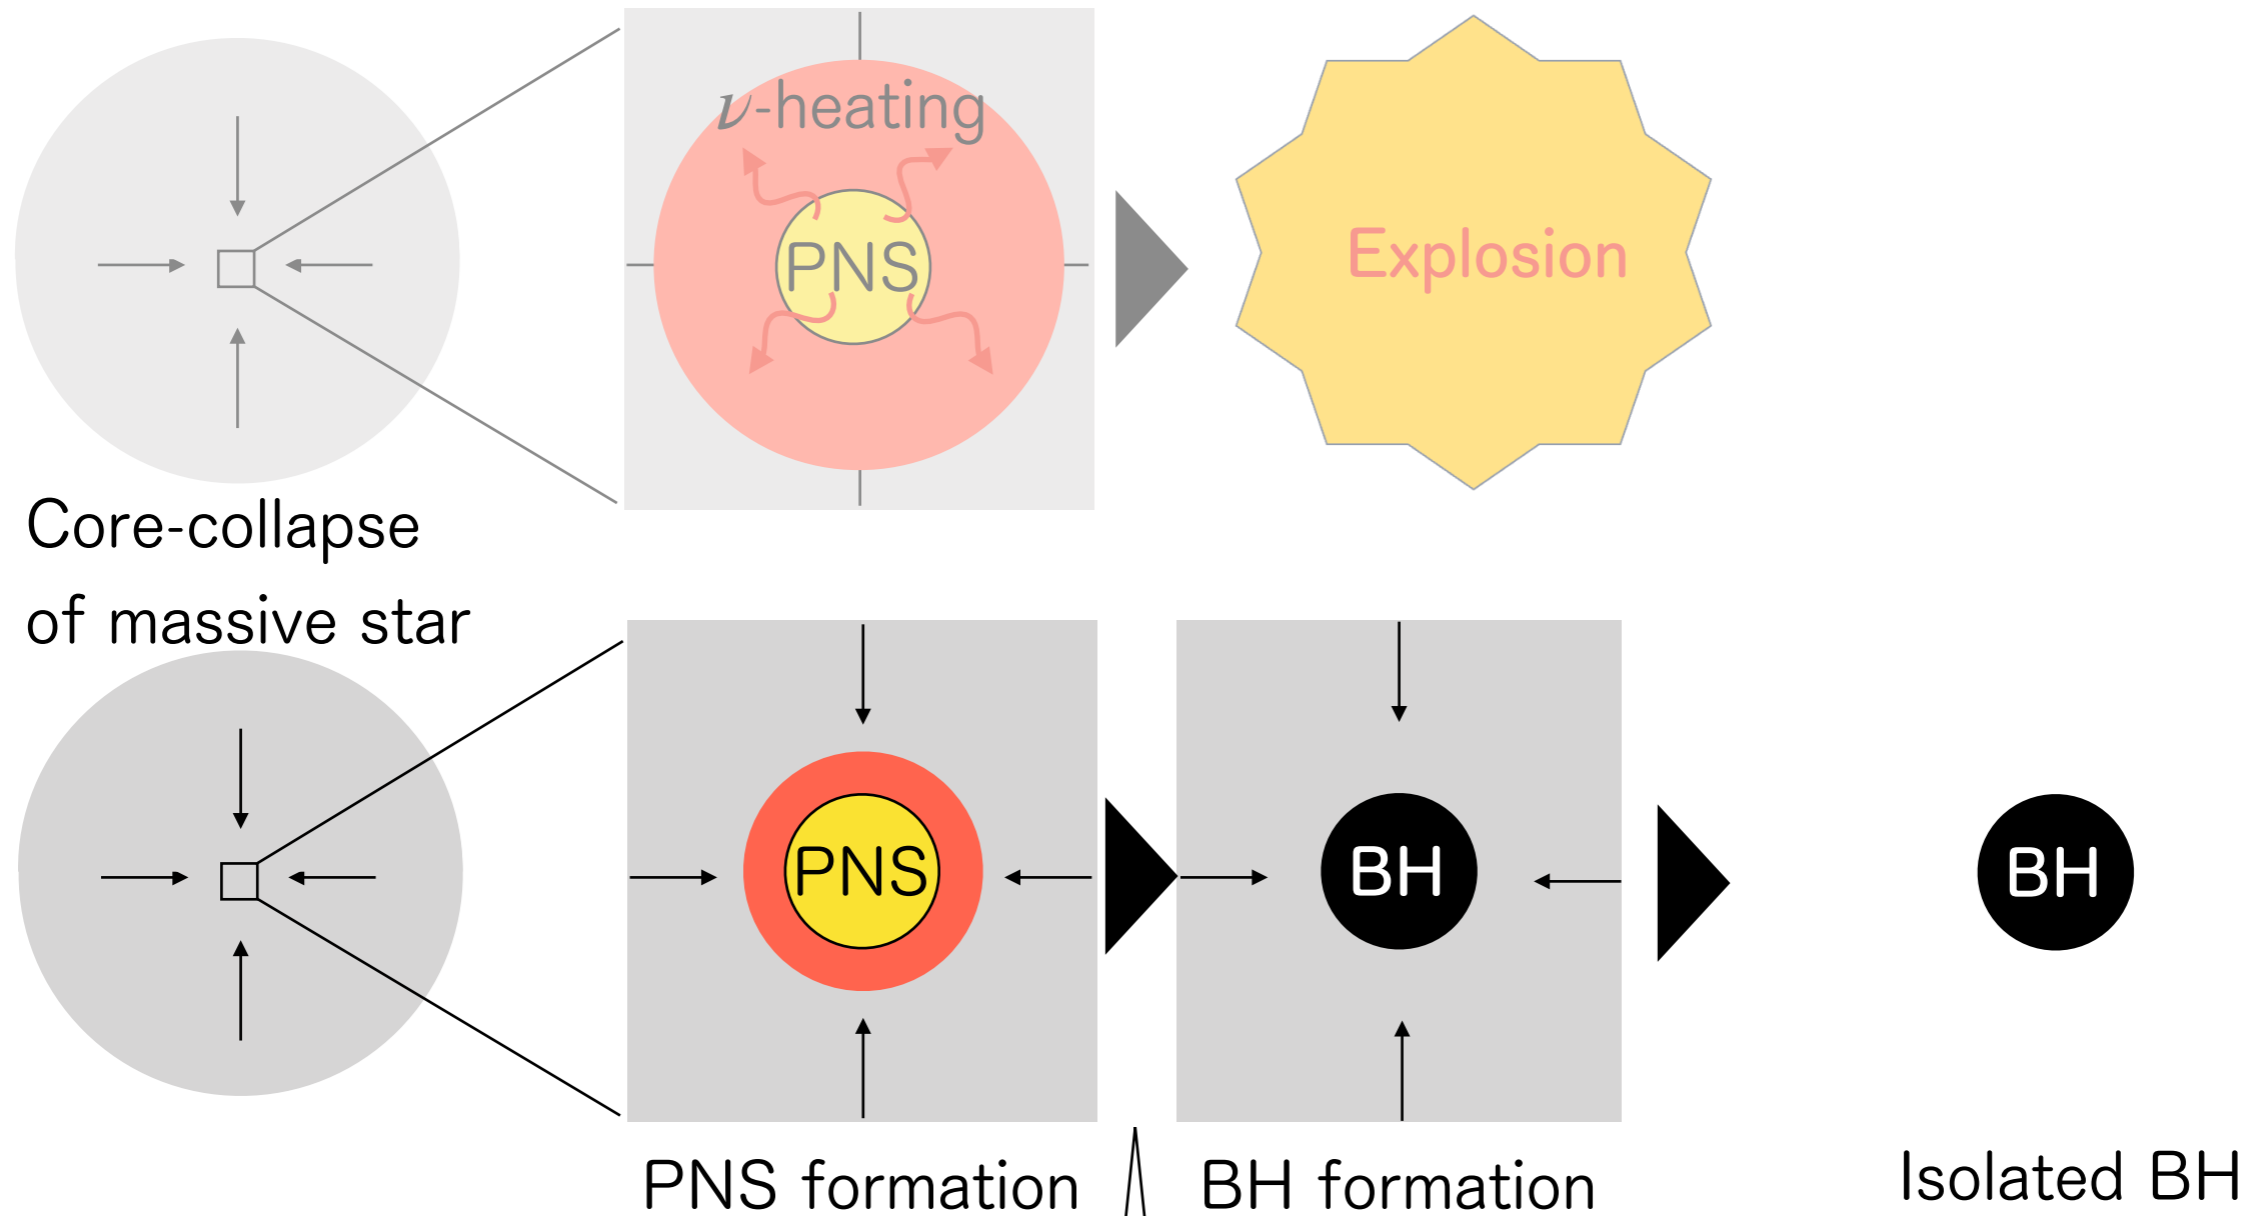 ν-heating
PNS
Explosion
Core-collapse
of massive star
PNS
BH
BH
PNS formation
BH formation
Isolated BH